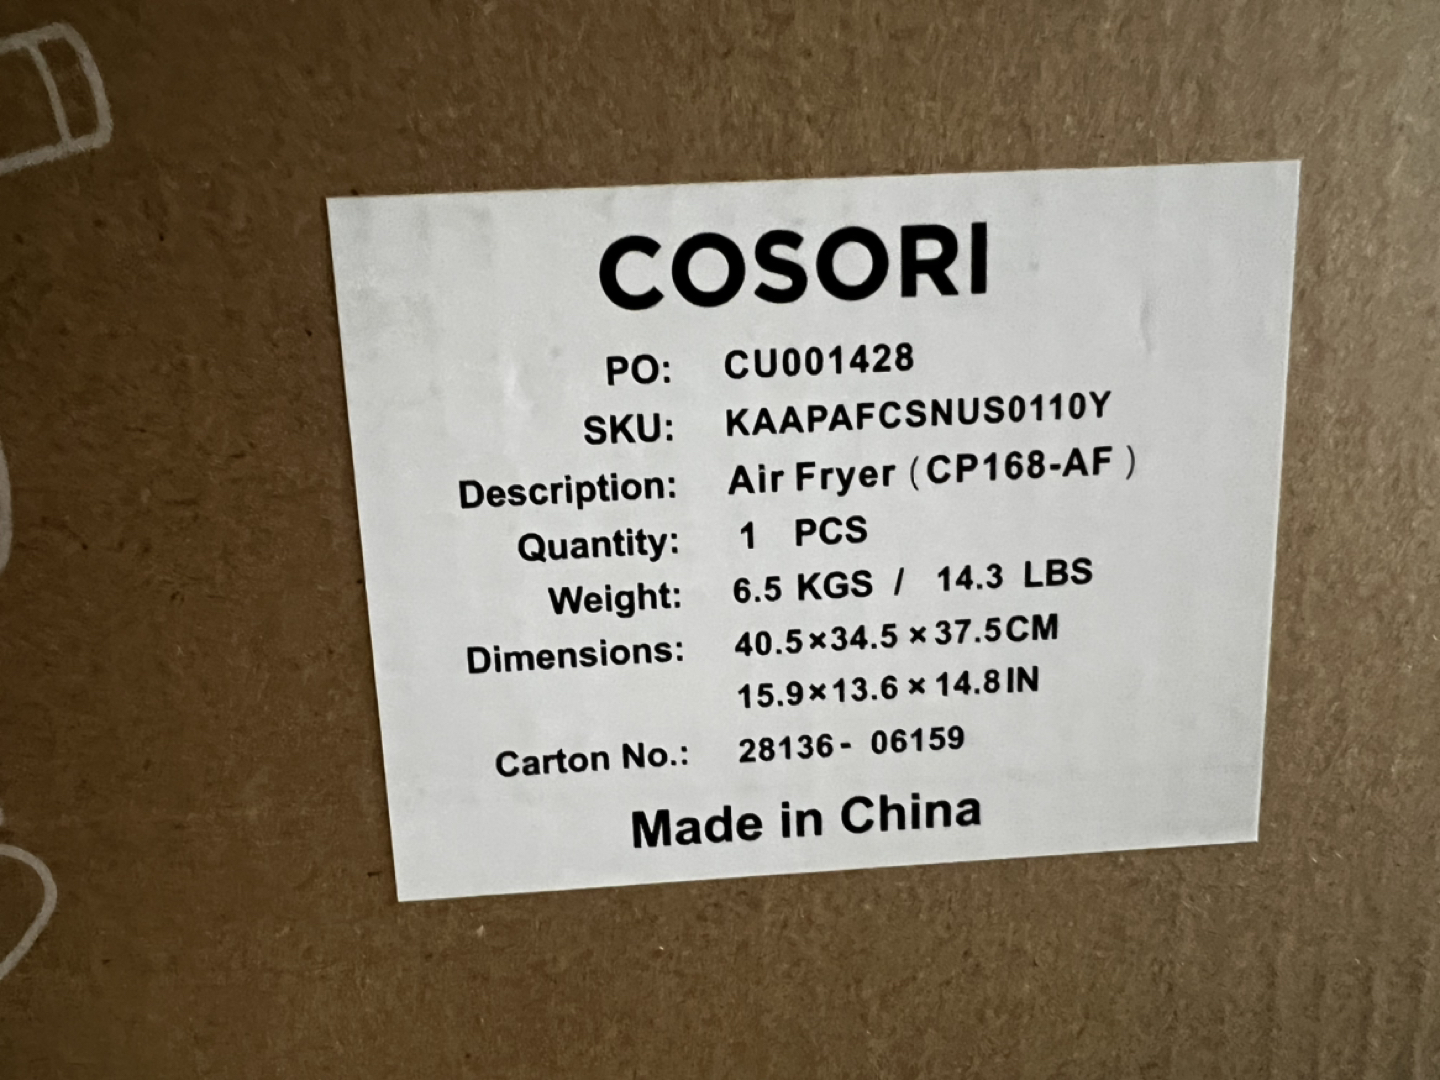 COSORI
PO: CU001428
SKU: KAAPAFCSNUS0110Y
Description: Air Fryer (CP168-AF)
Quantity: 1 PCS
Weight: 6.5 KGS / 14.3 LBS
Dimensions: 40.5×34.5×37.5CM
15.9×13.6×14.8IN
Carton No.: 28136- 06159
Made in China